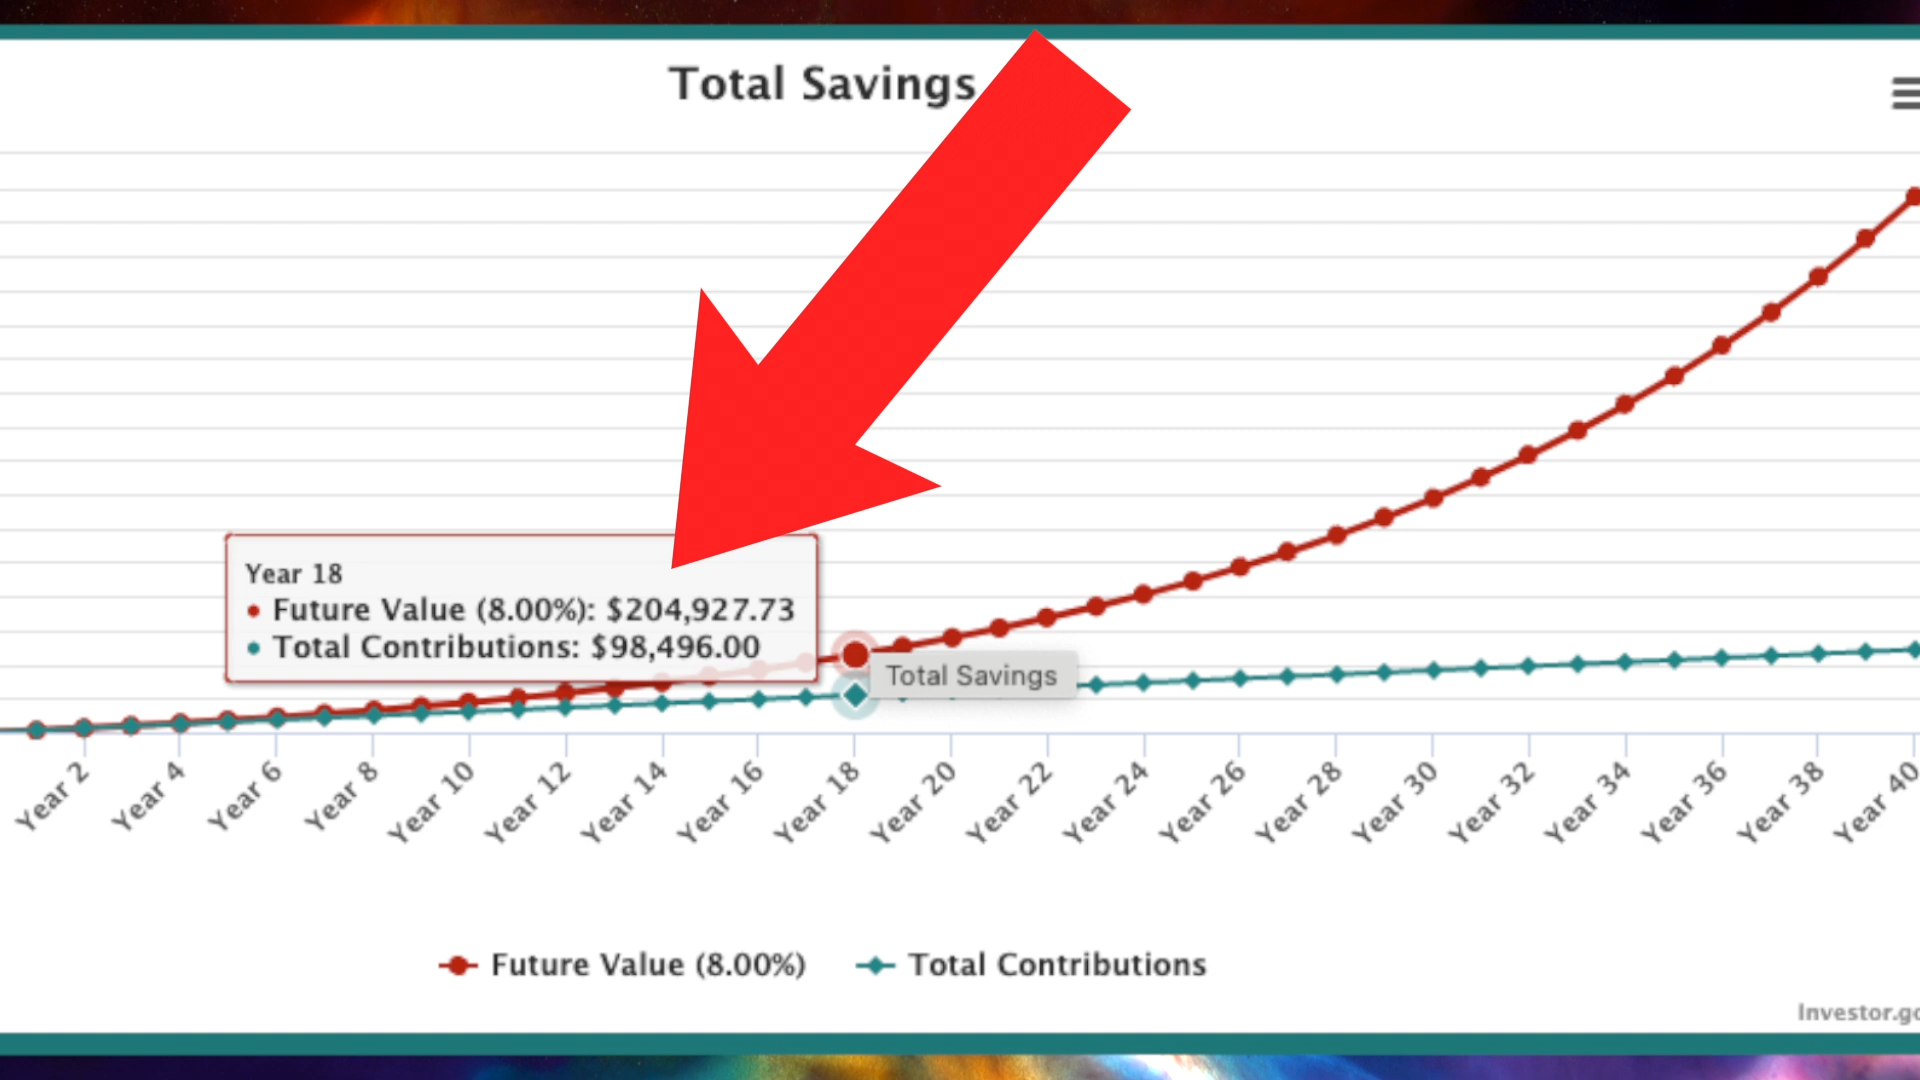 Total Savings
Year 18
Future Value (8.00%): $204,927.73
Total Contributions: $98,496.00
Total Savings
Year 2
Year 4
Year 6
Year 8
Year 10
Year 12
Year 14
Year 16
Year 18
Year 20
Year 22
Year 24
Year 26
Year 28
Year 30
Year 32
Year 34
Year 36
Year 38
Year 40
Future Value (8.00%)
Total Contributions
Investor.go